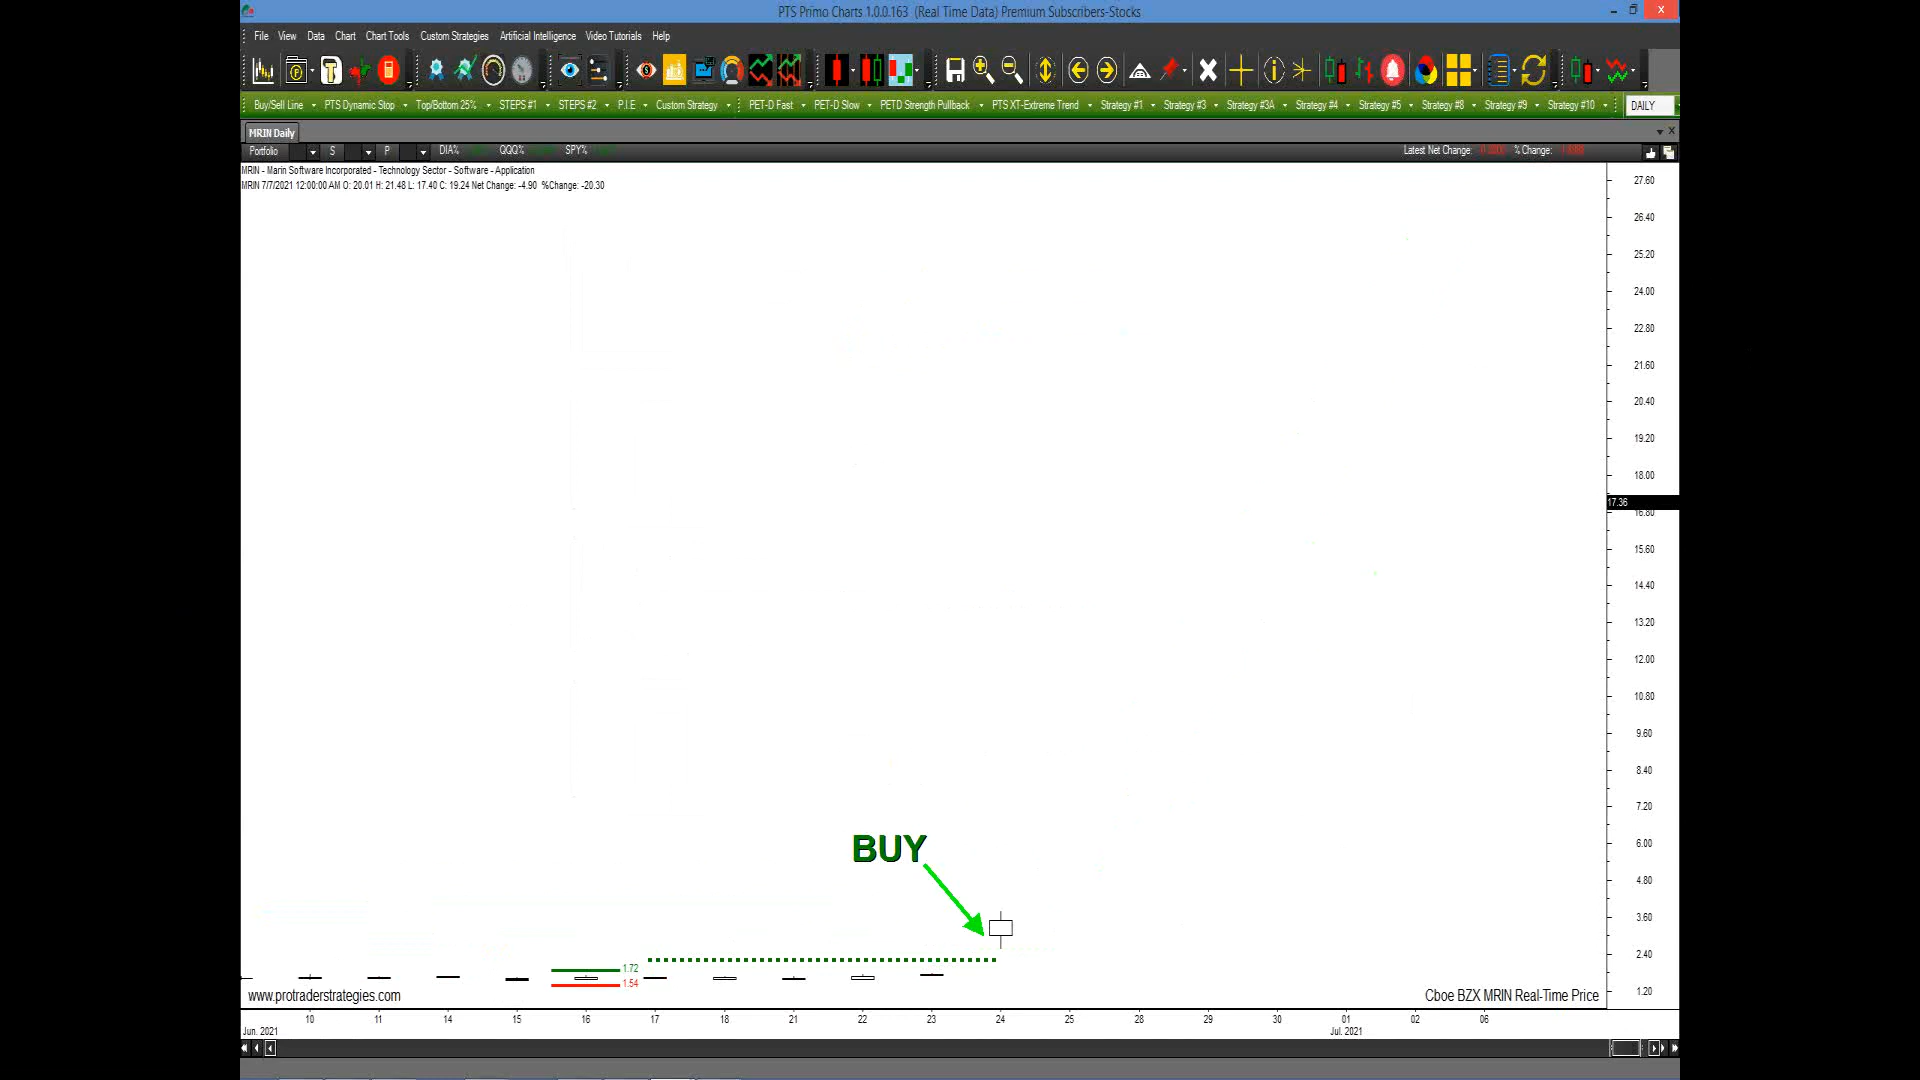 PTS Primo Charts 1.0.0.163 (Real Time Data) Premium Subscribers-Stocks
File View Data Chart Chart Tools Custom Strategies Artificial Intelligence Video Tutorials Help
Buy/Sell Line PTS Dynamic Stop Top/Bottom 25% STEPS #1 STEPS #2 P.I.E Custom Strategy PET-D Fast PET-D Slow PETD Strength Pullback PTS XT-Extreme Trend Strategy #1 Strategy #3 Strategy #3A Strategy #4 Strategy #5 Strategy #8 Strategy #9 Strategy #10 DAILY
MRIN Daily
Portfolio S P DIA% QQQ% SPY% Latest Net Change: % Change:
MRIN - Marin Software Incorporated - Technology Sector - Software - Application
MRIN 7/7/2021 12:00:00 AM O: 20.01 H: 21.48 L: 17.40 C: 19.24 Net Change: -4.90 %Change: -20.30
27.60
26.40
25.20
24.00
22.80
21.60
20.40
19.20
18.00
17.36
16.80
15.60
14.40
13.20
12.00
10.80
9.60
8.40
7.20
6.00
4.80
3.60
2.40
1.20
BUY
1.72
1.54
www.protraderstrategies.com
Cboe BZX MRIN Real-Time Price
10 11 14 15 16 17 18 21 22 23 24 25 28 29 30 01 02 06
Jun. 2021 Jul. 2021